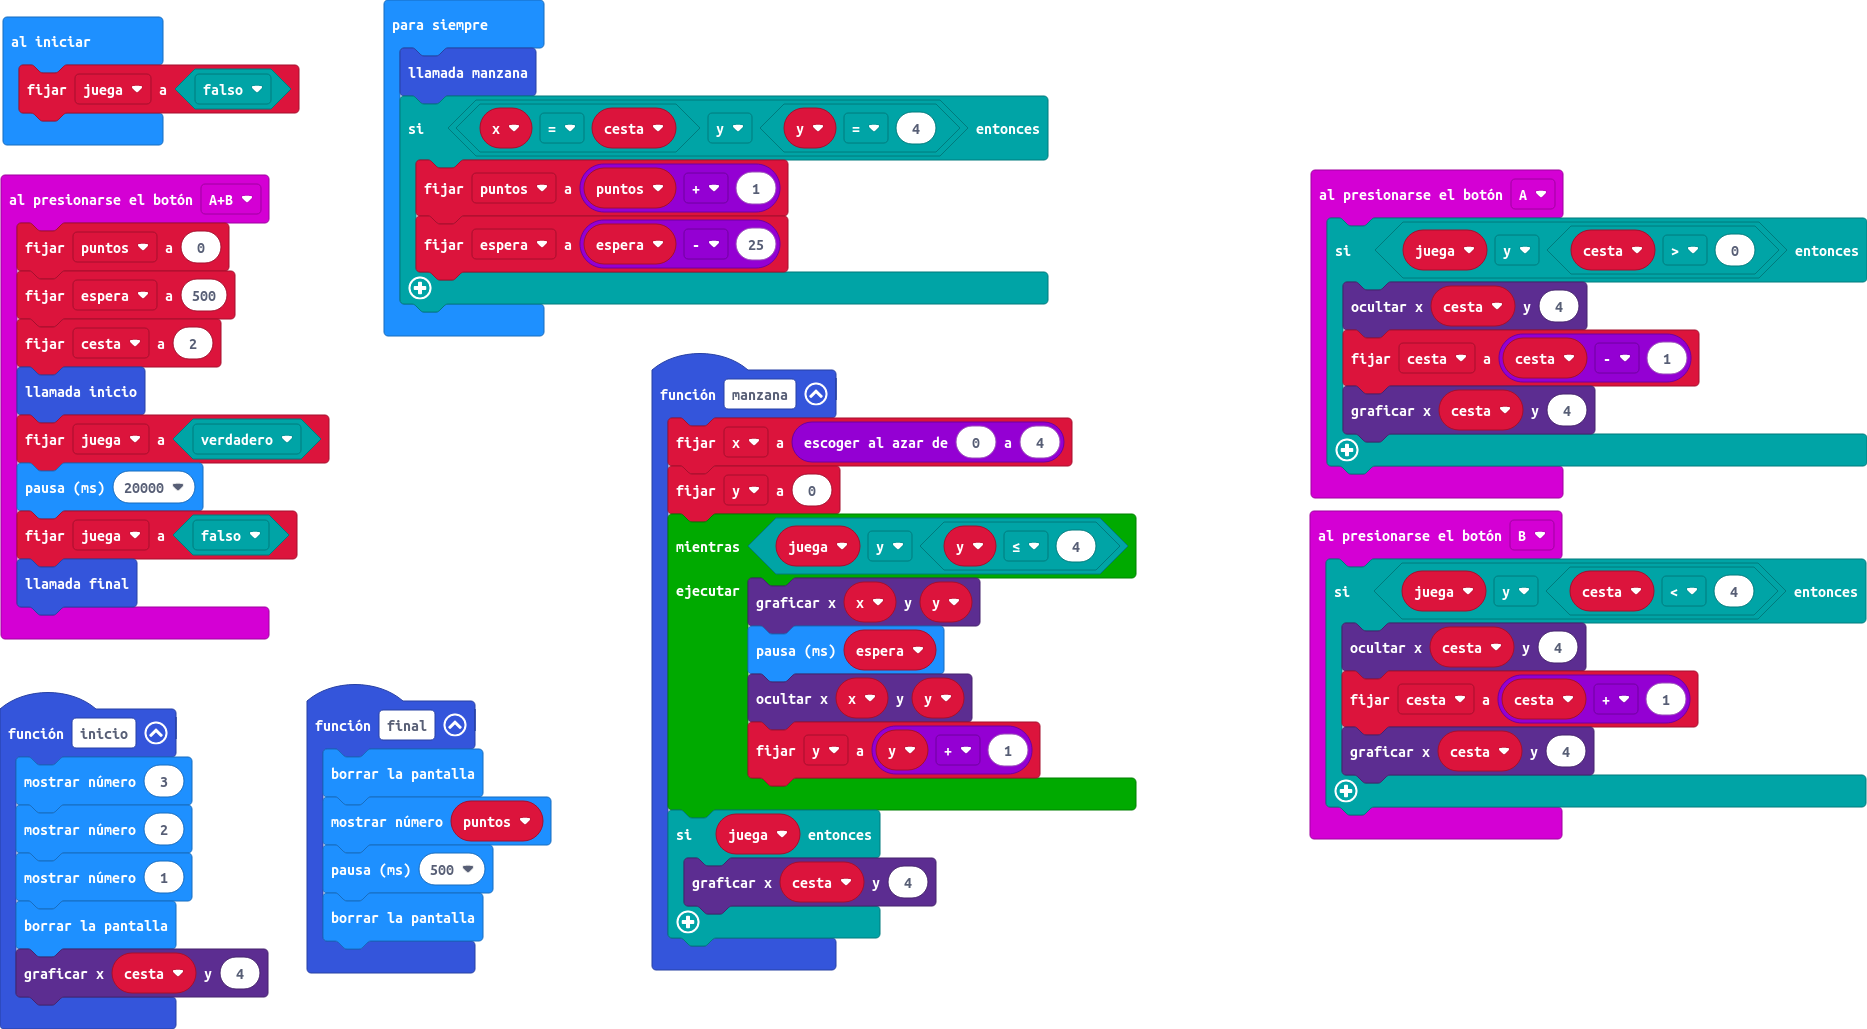 al iniciar
fijar juega a falso
al presionarse el botón A+B
fijar puntos a 0
fijar espera a 500
fijar cesta a 2
llamada inicio
fijar juega a verdadero
pausa (ms) 20000
fijar juega a falso
llamada final
función inicio
mostrar número 3
mostrar número 2
mostrar número 1
borrar la pantalla
graficar x cesta y 4
función final
borrar la pantalla
mostrar número puntos
pausa (ms) 500
borrar la pantalla
para siempre
llamada manzana
si x = cesta y y = 4 entonces
fijar puntos a puntos + 1
fijar espera a espera - 25
función manzana
fijar x a escoger al azar de 0 a 4
fijar y a 0
mientras juega y y ≤ 4
ejecutar graficar x x y y
pausa (ms) espera
ocultar x x y y
fijar y a y + 1
si juega entonces
graficar x cesta y 4
al presionarse el botón A
si juega y cesta > 0 entonces
ocultar x cesta y 4
fijar cesta a cesta - 1
graficar x cesta y 4
al presionarse el botón B
si juega y cesta < 4 entonces
ocultar x cesta y 4
fijar cesta a cesta + 1
graficar x cesta y 4